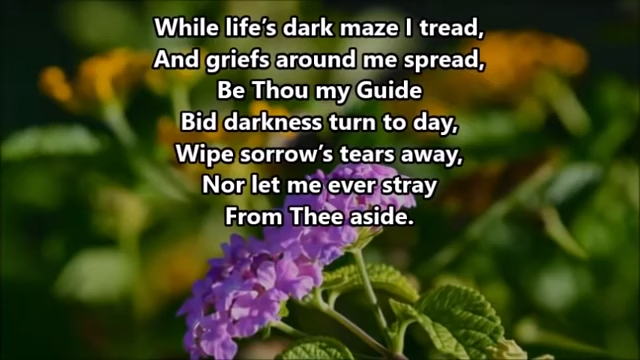 While life’s dark maze I tread,
And griefs around me spread,
Be Thou my Guide
Bid darkness turn to day,
Wipe sorrow’s tears away,
Nor let me ever stray
From Thee aside.